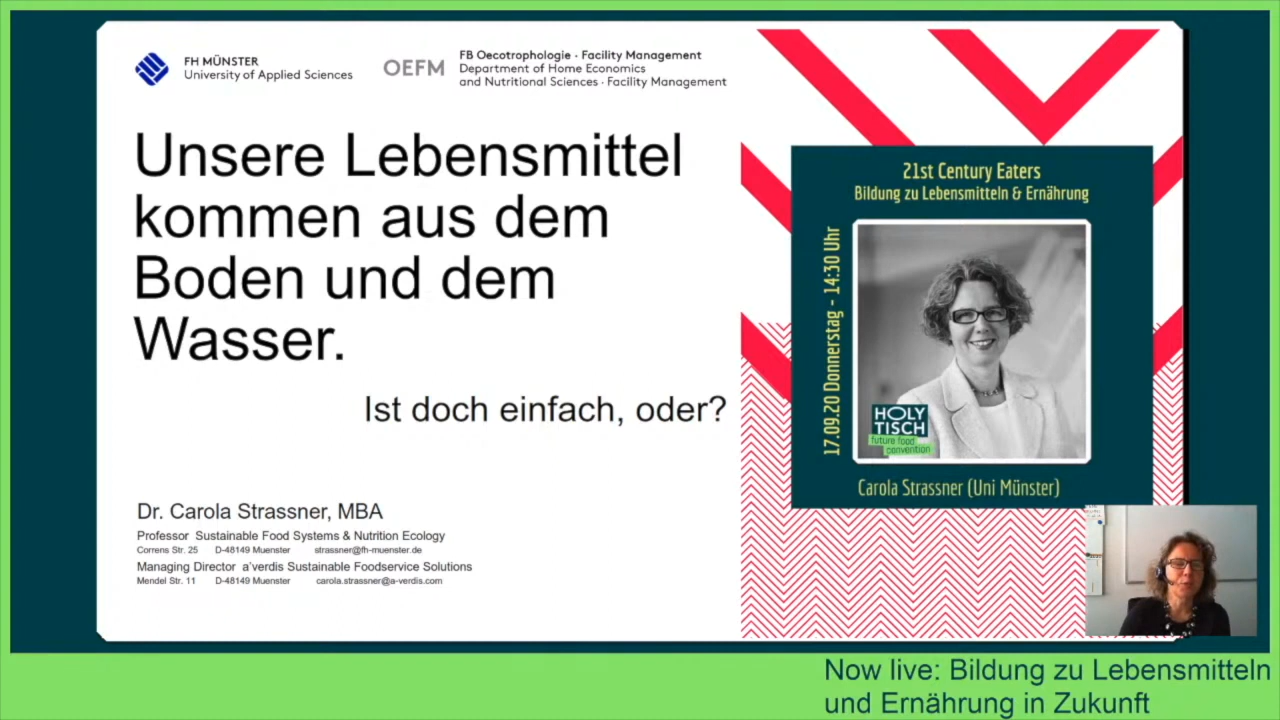 FH MÜNSTER
University of Applied Sciences
OEFM
FB Oecotrophologie · Facility Management
Department of Home Economics
and Nutritional Sciences · Facility Management
Unsere Lebensmittel
kommen aus dem
Boden und dem
Wasser.
Ist doch einfach, oder?
Dr. Carola Strassner, MBA
Professor Sustainable Food Systems & Nutrition Ecology
Correns Str. 25 D-48149 Muenster strassner@fh-muenster.de
Managing Director a'verdis Sustainable Foodservice Solutions
Mendel Str. 11 D-48149 Muenster carola.strassner@a-verdis.com
21st Century Eaters
Bildung zu Lebensmitteln & Ernährung
17.09.20 Donnerstag - 14:30 Uhr
HOLY
TISCH
future food
convention
Carola Strassner (Uni Münster)
Now live: Bildung zu Lebensmitteln
und Ernährung in Zukunft